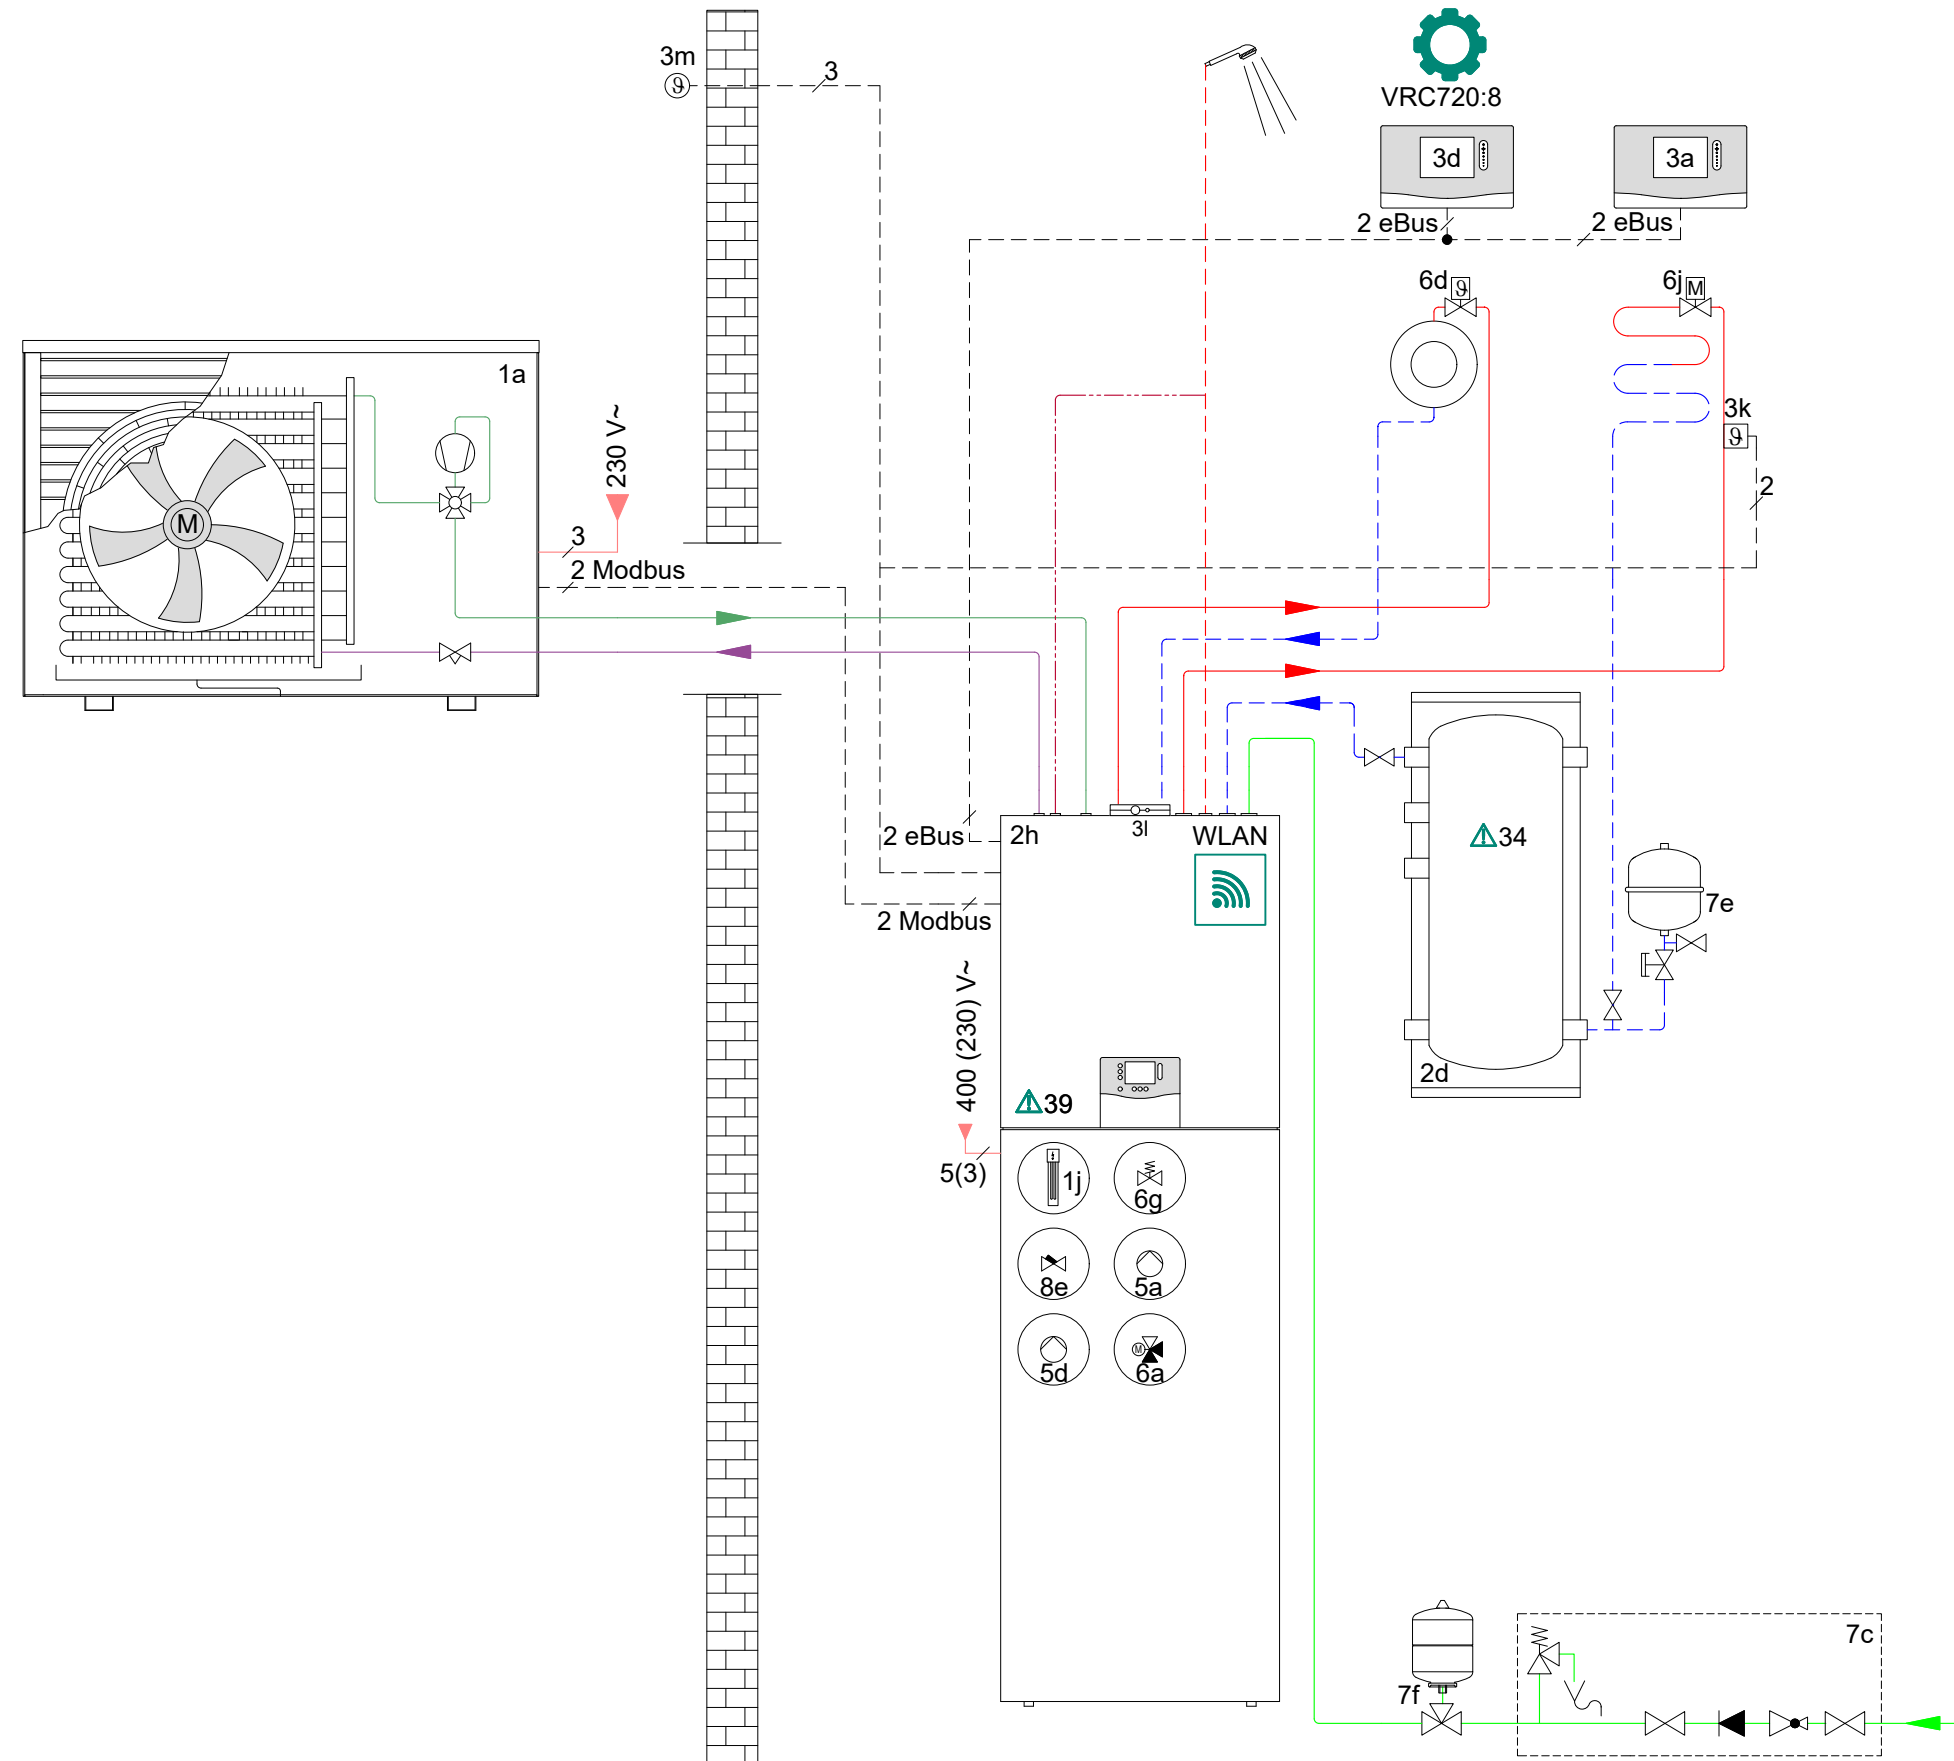 3m
ϑ
3
VRC720:8
3d
3a
2 eBus
2 eBus
6d
ϑ
6j
M
1a
230 V~
3k
ϑ
2
M
3
2 Modbus
2 eBus
2h
3l
WLAN
34
7e
2 Modbus
400 (230) V~
2d
39
5(3)
1j
6g
8e
5a
5d
M
6a
7c
7f